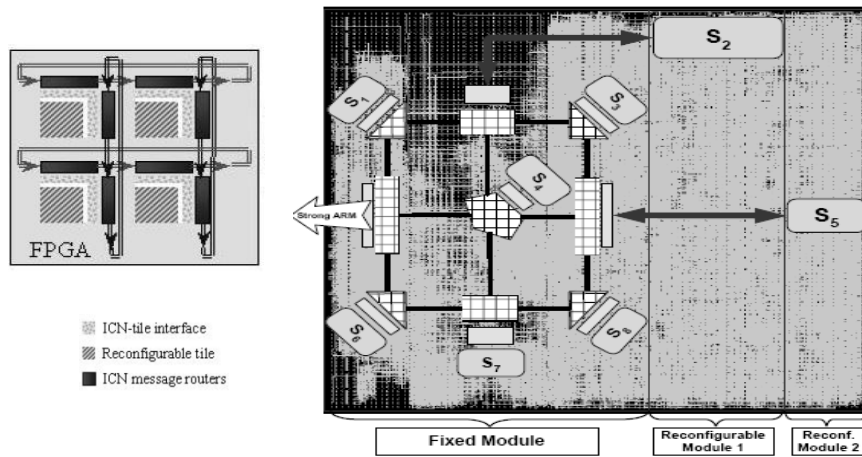 FPGA
ICN-tile interface
Reconfigurable tile
ICN message routers
S1
S2
S3
S4
Strong ARM
S5
S6
S7
S8
Fixed Module
Reconfigurable
Module 1
Reconf.
Module 2